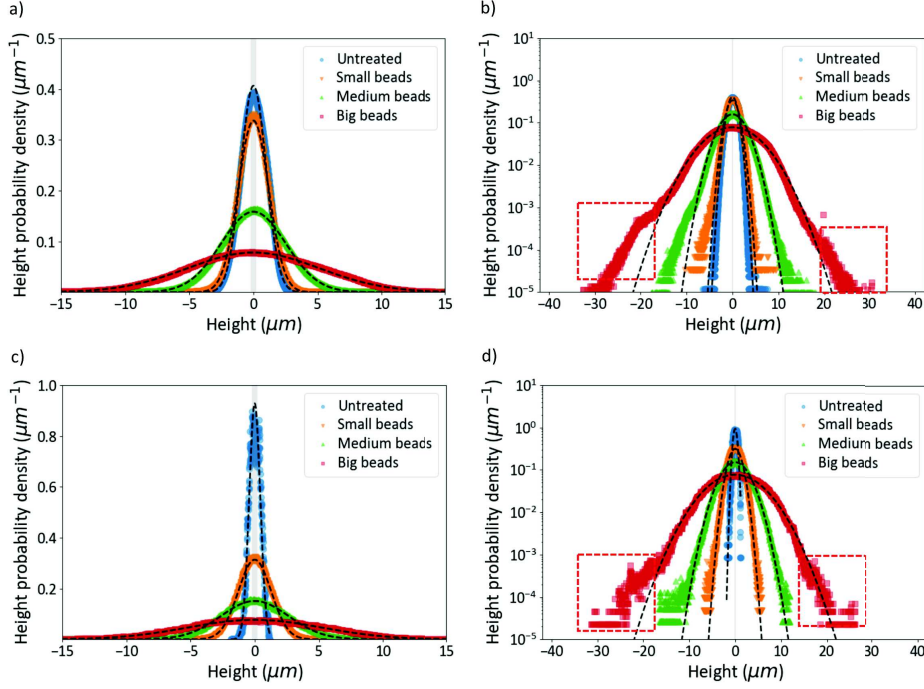 a)
0.5
0.4
0.3
0.2
0.1
−15
−10
−5
0
5
10
15
Height probability density (μm⁻¹)
Height (μm)
Untreated
Small beads
Medium beads
Big beads
b)
10¹
10⁰
10⁻¹
10⁻²
10⁻³
10⁻⁴
10⁻⁵
−40
−30
−20
−10
0
10
20
30
40
Height probability density (μm⁻¹)
Height (μm)
Untreated
Small beads
Medium beads
Big beads
c)
1.0
0.8
0.6
0.4
0.2
−15
−10
−5
0
5
10
15
Height probability density (μm⁻¹)
Height (μm)
Untreated
Small beads
Medium beads
Big beads
d)
10¹
10⁰
10⁻¹
10⁻²
10⁻³
10⁻⁴
10⁻⁵
−40
−30
−20
−10
0
10
20
30
40
Height probability density (μm⁻¹)
Height (μm)
Untreated
Small beads
Medium beads
Big beads